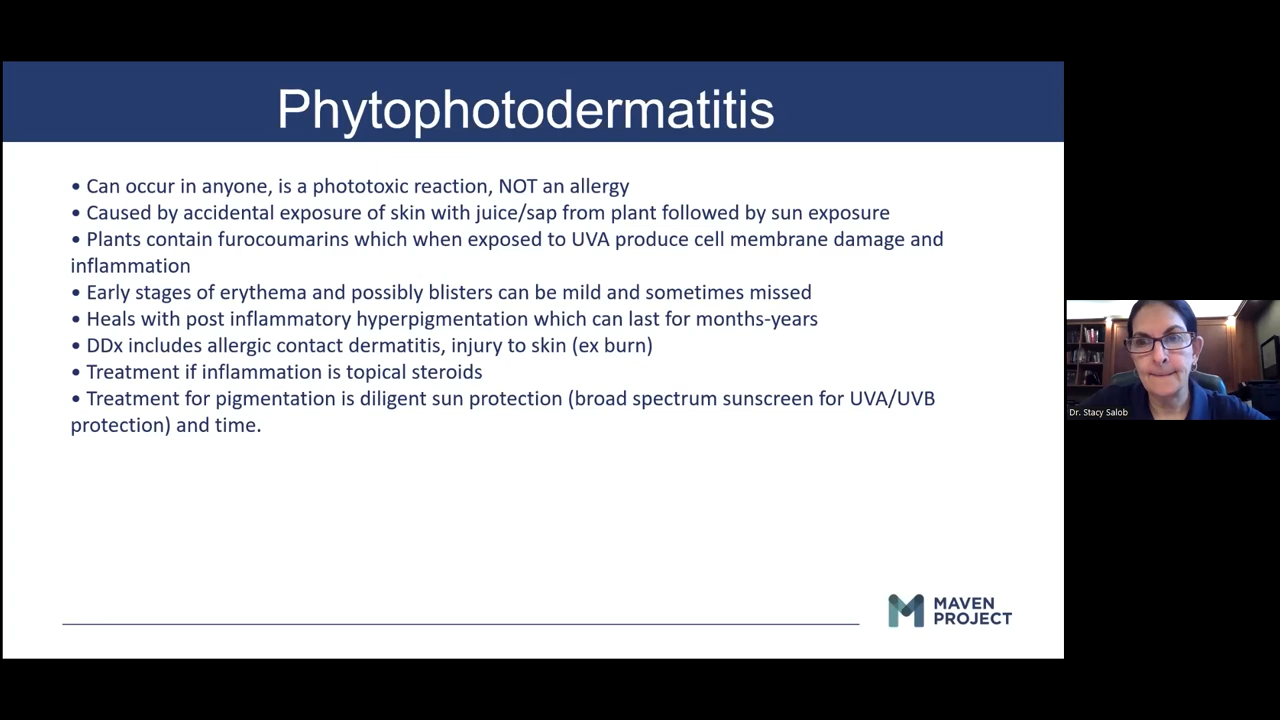 Phytophotodermatitis
• Can occur in anyone, is a phototoxic reaction, NOT an allergy
• Caused by accidental exposure of skin with juice/sap from plant followed by sun exposure
• Plants contain furocoumarins which when exposed to UVA produce cell membrane damage and
inflammation
• Early stages of erythema and possibly blisters can be mild and sometimes missed
• Heals with post inflammatory hyperpigmentation which can last for months-years
• DDx includes allergic contact dermatitis, injury to skin (ex burn)
• Treatment if inflammation is topical steroids
• Treatment for pigmentation is diligent sun protection (broad spectrum sunscreen for UVA/UVB
protection) and time.
MAVEN
PROJECT
Dr. Stacy Salob